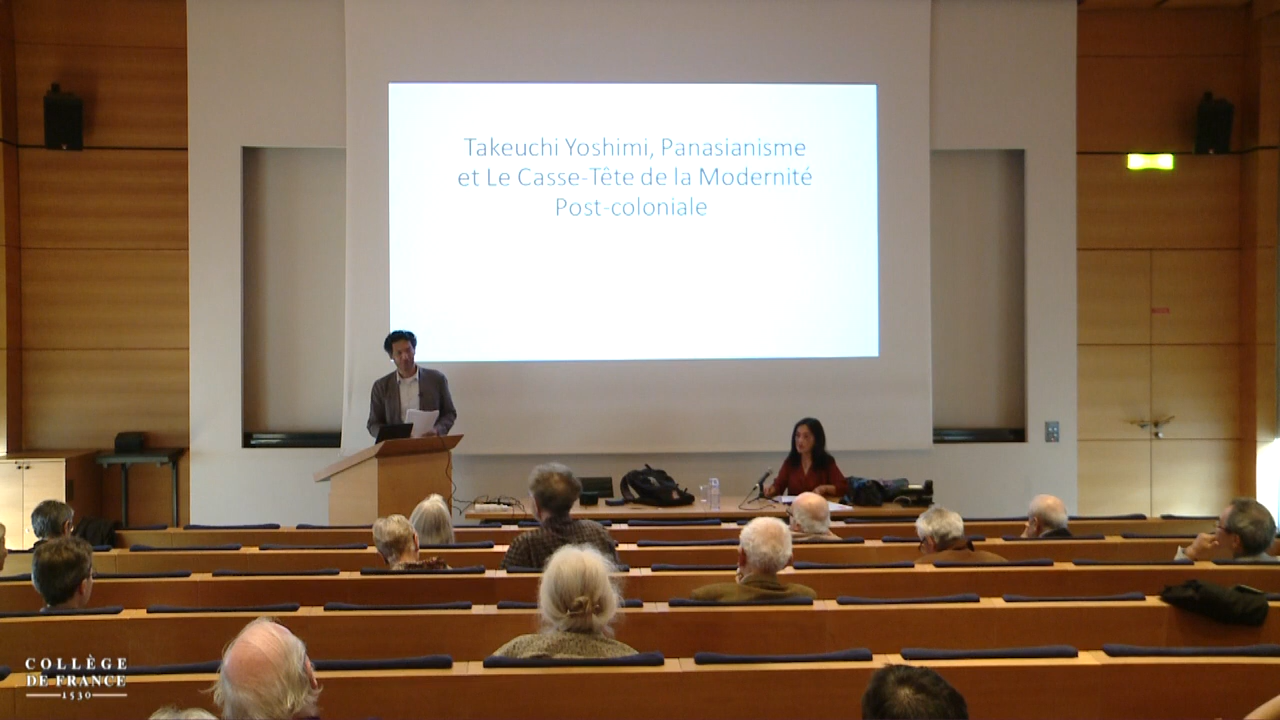 Takeuchi Yoshimi, Panasianisme
et Le Casse-Tête de la Modernité
Post-coloniale
COLLÈGE
DE FRANCE
1530